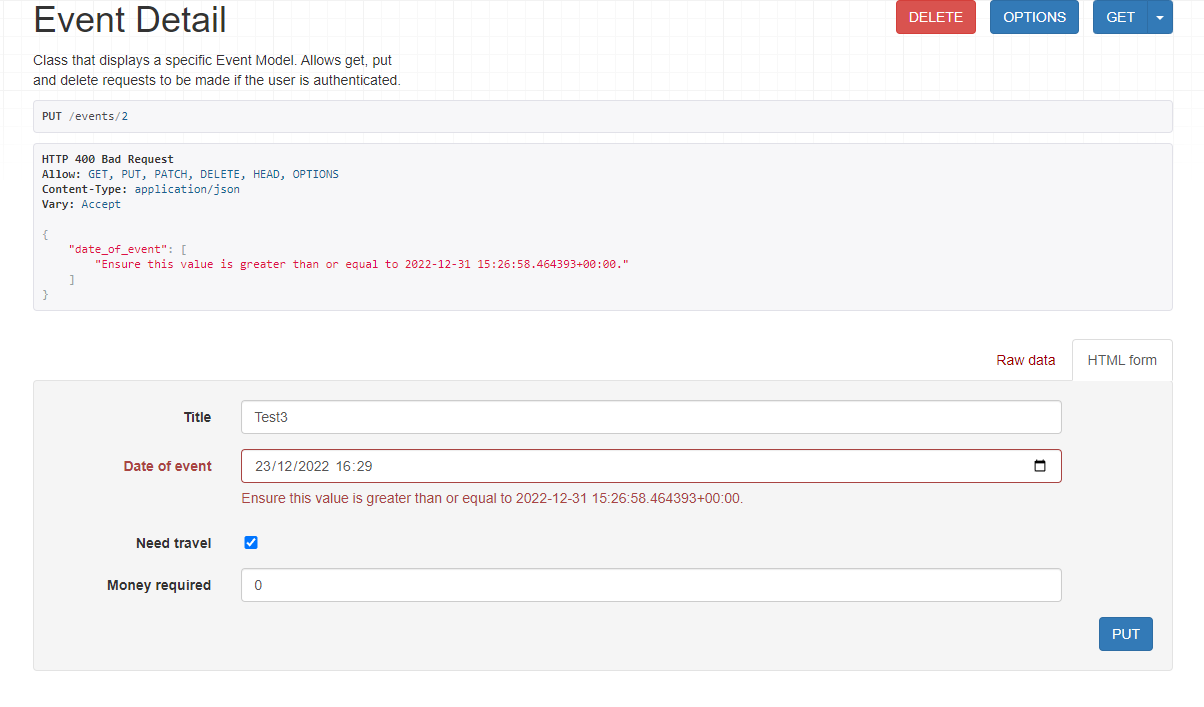 Event Detail
DELETE
OPTIONS
GET
Class that displays a specific Event Model. Allows get, put
and delete requests to be made if the user is authenticated.
PUT /events/2
HTTP 400 Bad Request
Allow: GET, PUT, PATCH, DELETE, HEAD, OPTIONS
Content-Type: application/json
Vary: Accept
{
"date_of_event": [
"Ensure this value is greater than or equal to 2022-12-31 15:26:58.464393+00:00."
]
}
Raw data
HTML form
Title
Test3
Date of event
23/12/2022 16:29
Ensure this value is greater than or equal to 2022-12-31 15:26:58.464393+00:00.
Need travel
Money required
0
PUT